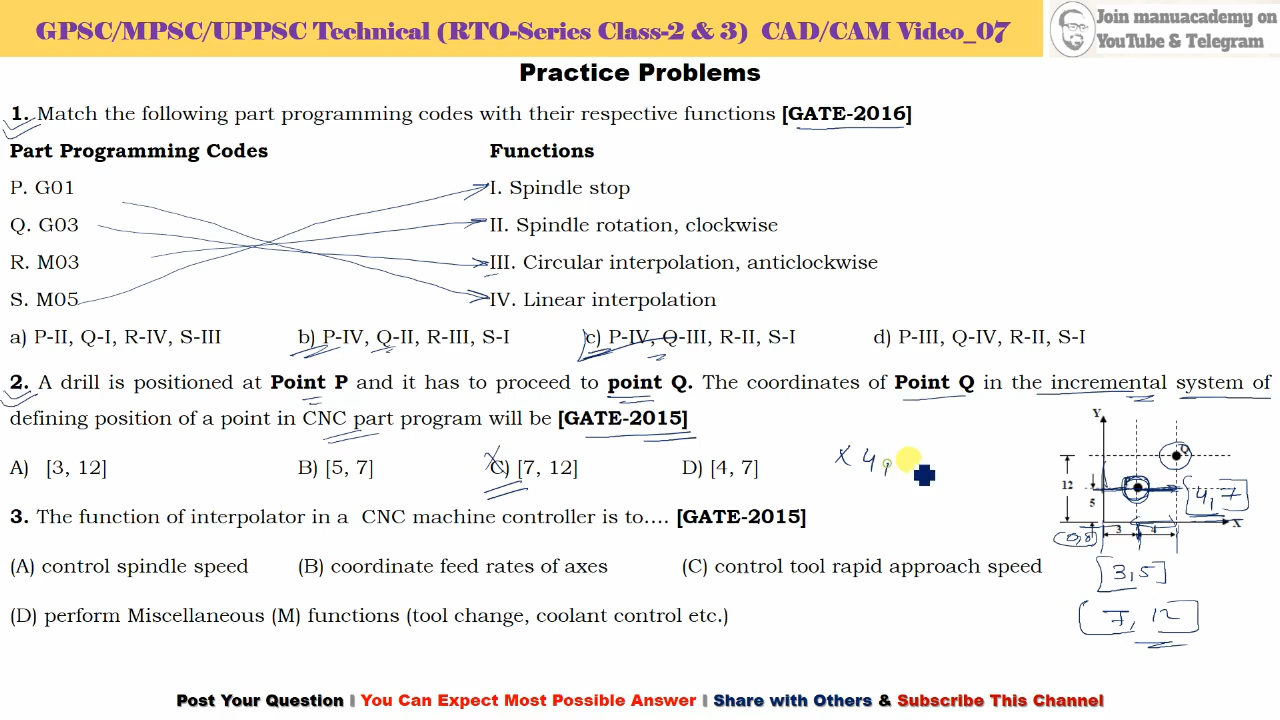 GPSC/MPSC/UPPSC Technical (RTO-Series Class-2 & 3) CAD/CAM Video_07
Join manuacademy on
YouTube & Telegram
Practice Problems
1. Match the following part programming codes with their respective functions [GATE-2016]
Part Programming Codes Functions
P. G01 I. Spindle stop
Q. G03 II. Spindle rotation, clockwise
R. M03 III. Circular interpolation, anticlockwise
S. M05 IV. Linear interpolation
a) P-II, Q-I, R-IV, S-III b) P-IV, Q-II, R-III, S-I c) P-IV, Q-III, R-II, S-I d) P-III, Q-IV, R-II, S-I
2. A drill is positioned at Point P and it has to proceed to point Q. The coordinates of Point Q in the incremental system of
defining position of a point in CNC part program will be [GATE-2015]
A) [3, 12] B) [5, 7] C) [7, 12] D) [4, 7]
X 4,
Y
Q
12
5
[4, 7]
X
3 4
[3,5]
[7, 12]
3. The function of interpolator in a CNC machine controller is to.... [GATE-2015]
(A) control spindle speed (B) coordinate feed rates of axes (C) control tool rapid approach speed
(D) perform Miscellaneous (M) functions (tool change, coolant control etc.)
Post Your Question | You Can Expect Most Possible Answer | Share with Others & Subscribe This Channel